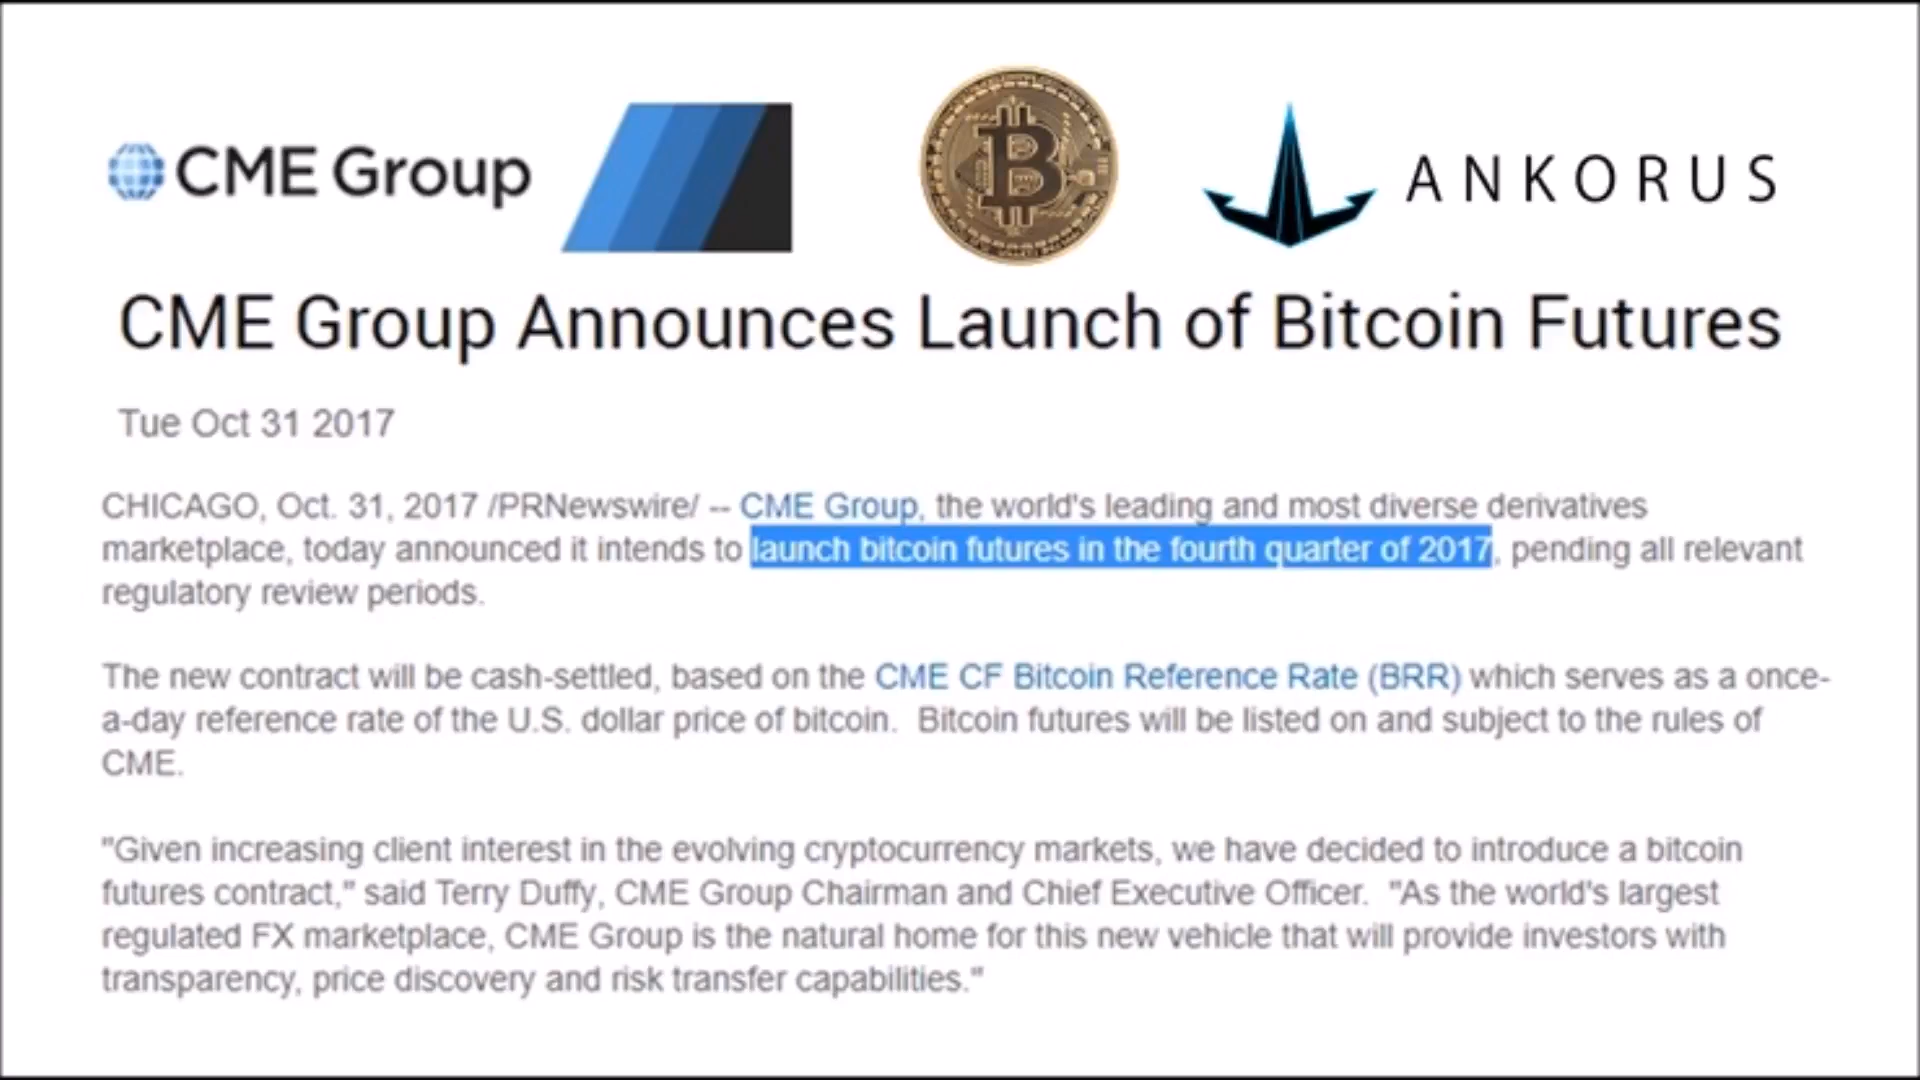 CME Group
ANKORUS
CME Group Announces Launch of Bitcoin Futures
Tue Oct 31 2017
CHICAGO, Oct. 31, 2017 /PRNewswire/ -- CME Group, the world's leading and most diverse derivatives
marketplace, today announced it intends to launch bitcoin futures in the fourth quarter of 2017, pending all relevant
regulatory review periods.
The new contract will be cash-settled, based on the CME CF Bitcoin Reference Rate (BRR) which serves as a once-
a-day reference rate of the U.S. dollar price of bitcoin.  Bitcoin futures will be listed on and subject to the rules of
CME.
"Given increasing client interest in the evolving cryptocurrency markets, we have decided to introduce a bitcoin
futures contract," said Terry Duffy, CME Group Chairman and Chief Executive Officer.  "As the world's largest
regulated FX marketplace, CME Group is the natural home for this new vehicle that will provide investors with
transparency, price discovery and risk transfer capabilities."